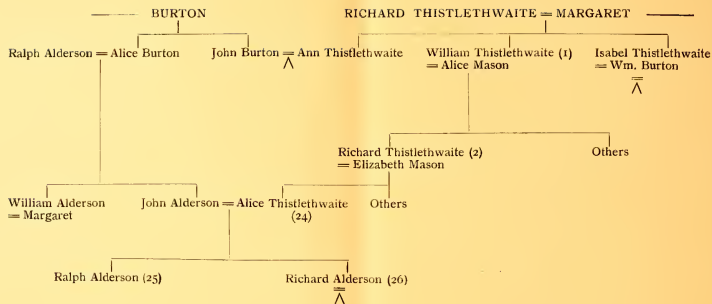 BURTON
RICHARD THISTLETHWAITE = MARGARET
Ralph Alderson = Alice Burton
John Burton = Ann Thistlethwaite
William Thistlethwaite (1)
= Alice Mason
Isabel Thistlethwaite
= Wm. Burton
Richard Thistlethwaite (2)
= Elizabeth Mason
Others
William Alderson
= Margaret
John Alderson = Alice Thistlethwaite
(24)
Others
Ralph Alderson (25)
Richard Alderson (26)